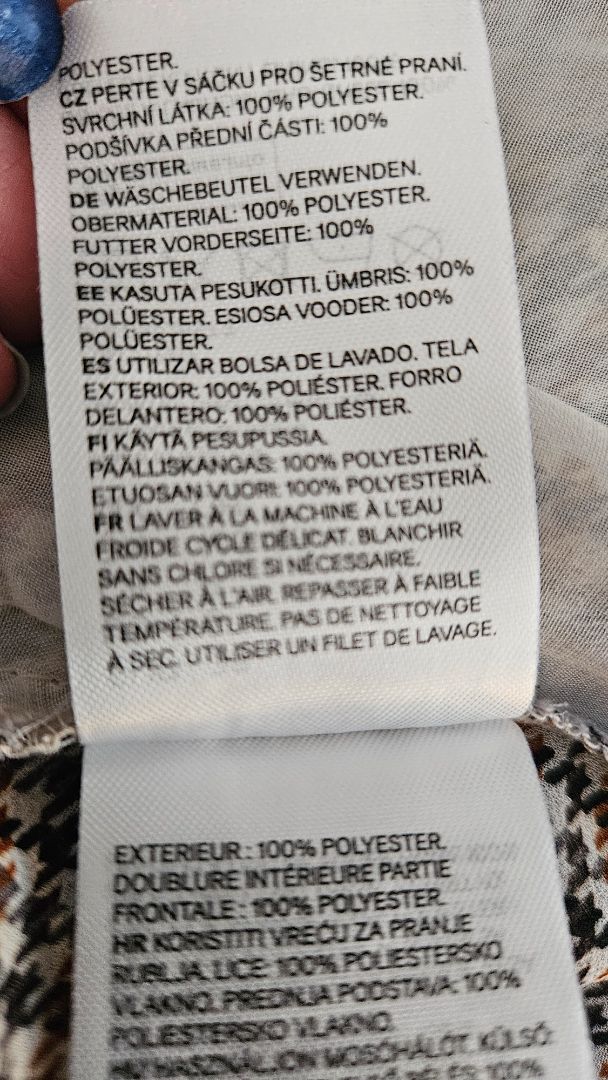 POLYESTER.
CZ PERTE V SÁČKU PRO ŠETRNÉ PRANÍ.
SVRCHNÍ LÁTKA: 100% POLYESTER.
PODŠÍVKA PŘEDNÍ ČÁSTI: 100%
POLYESTER.
DE WÄSCHEBEUTEL VERWENDEN.
OBERMATERIAL: 100% POLYESTER.
FUTTER VORDERSEITE: 100%
POLYESTER.
EE KASUTA PESUKOTTI. ÜMBRIS: 100%
POLÜESTER. ESIOSA VOODER: 100%
POLÜESTER.
ES UTILIZAR BOLSA DE LAVADO. TELA
EXTERIOR: 100% POLIÉSTER. FORRO
DELANTERO: 100% POLIÉSTER.
FI KÄYTÄ PESUPUSSIA.
PÄÄLLISKANGAS: 100% POLYESTERIÄ.
ETUOSAN VUORI: 100% POLYESTERIÄ.
FR LAVER À LA MACHINE À L'EAU
FROIDE CYCLE DÉLICAT. BLANCHIR
SANS CHLORE SI NÉCESSAIRE.
SÉCHER À L'AIR. REPASSER À FAIBLE
TEMPÉRATURE. PAS DE NETTOYAGE
À SEC. UTILISER UN FILET DE LAVAGE.
EXTERIEUR : 100% POLYESTER.
DOUBLURE INTÉRIEURE PARTIE
FRONTALE : 100% POLYESTER.
HR KORISTITI VREĆU ZA PRANJE
RUBLJA. LICE: 100% POLIESTERSKO
VLAKNO. PREDNJA PODSTAVA: 100%
POLIESTERSKO VLAKNO.
HU HASZNÁLJON MOSÓHÁLÓT. KÜLSŐ:
100%